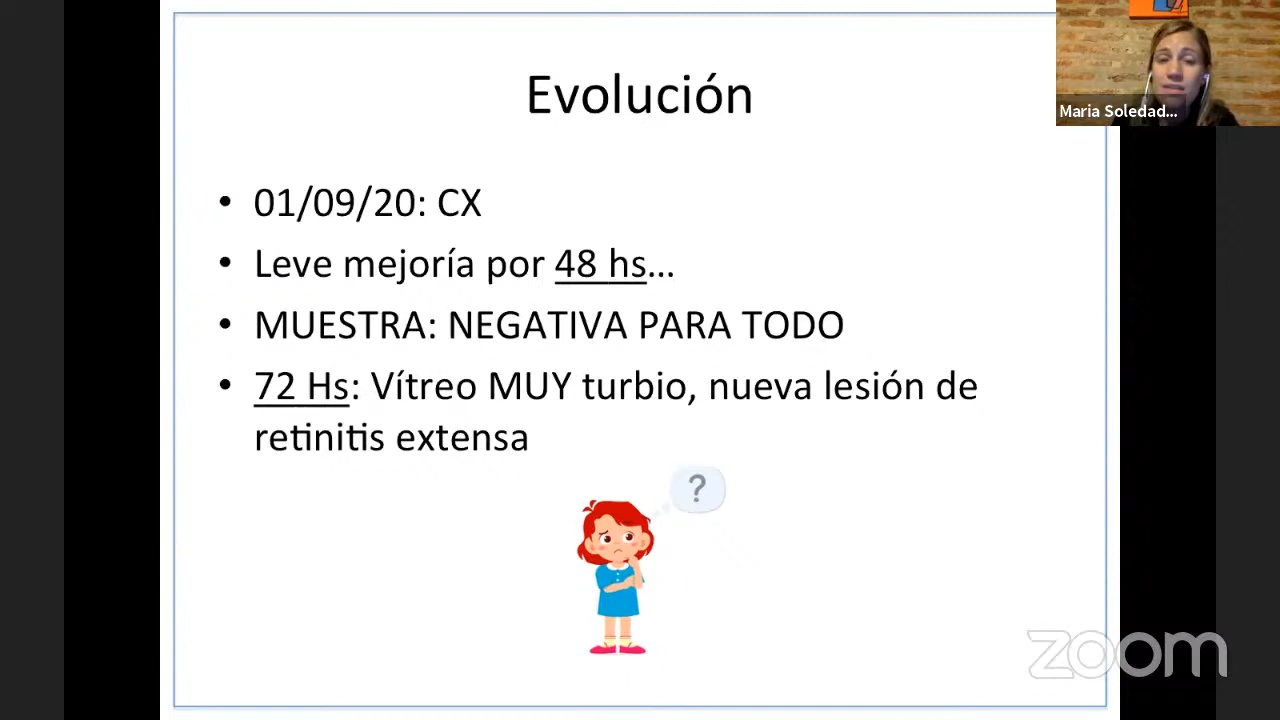 Evolución
Maria Soledad...
• 01/09/20: CX
• Leve mejoría por 48 hs...
• MUESTRA: NEGATIVA PARA TODO
• 72 Hs: Vítreo MUY turbio, nueva lesión de
retinitis extensa
?
zoom